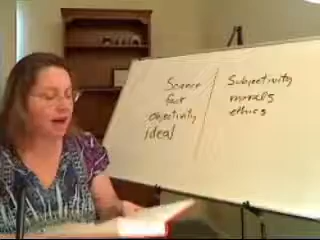 Science
fact
objectivity
ideal
Subjectivity
morals
ethics